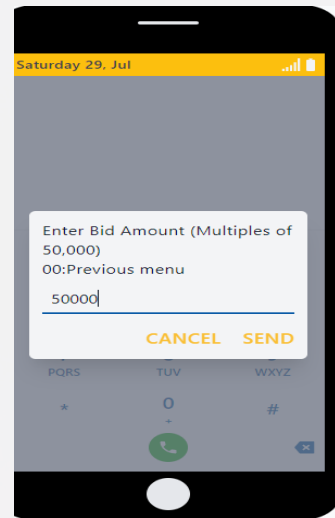 Saturday 29, Jul
Enter Bid Amount (Multiples of
50,000)
00:Previous menu
50000
CANCEL SEND
PQRS TUV WXYZ
* 0 #
+